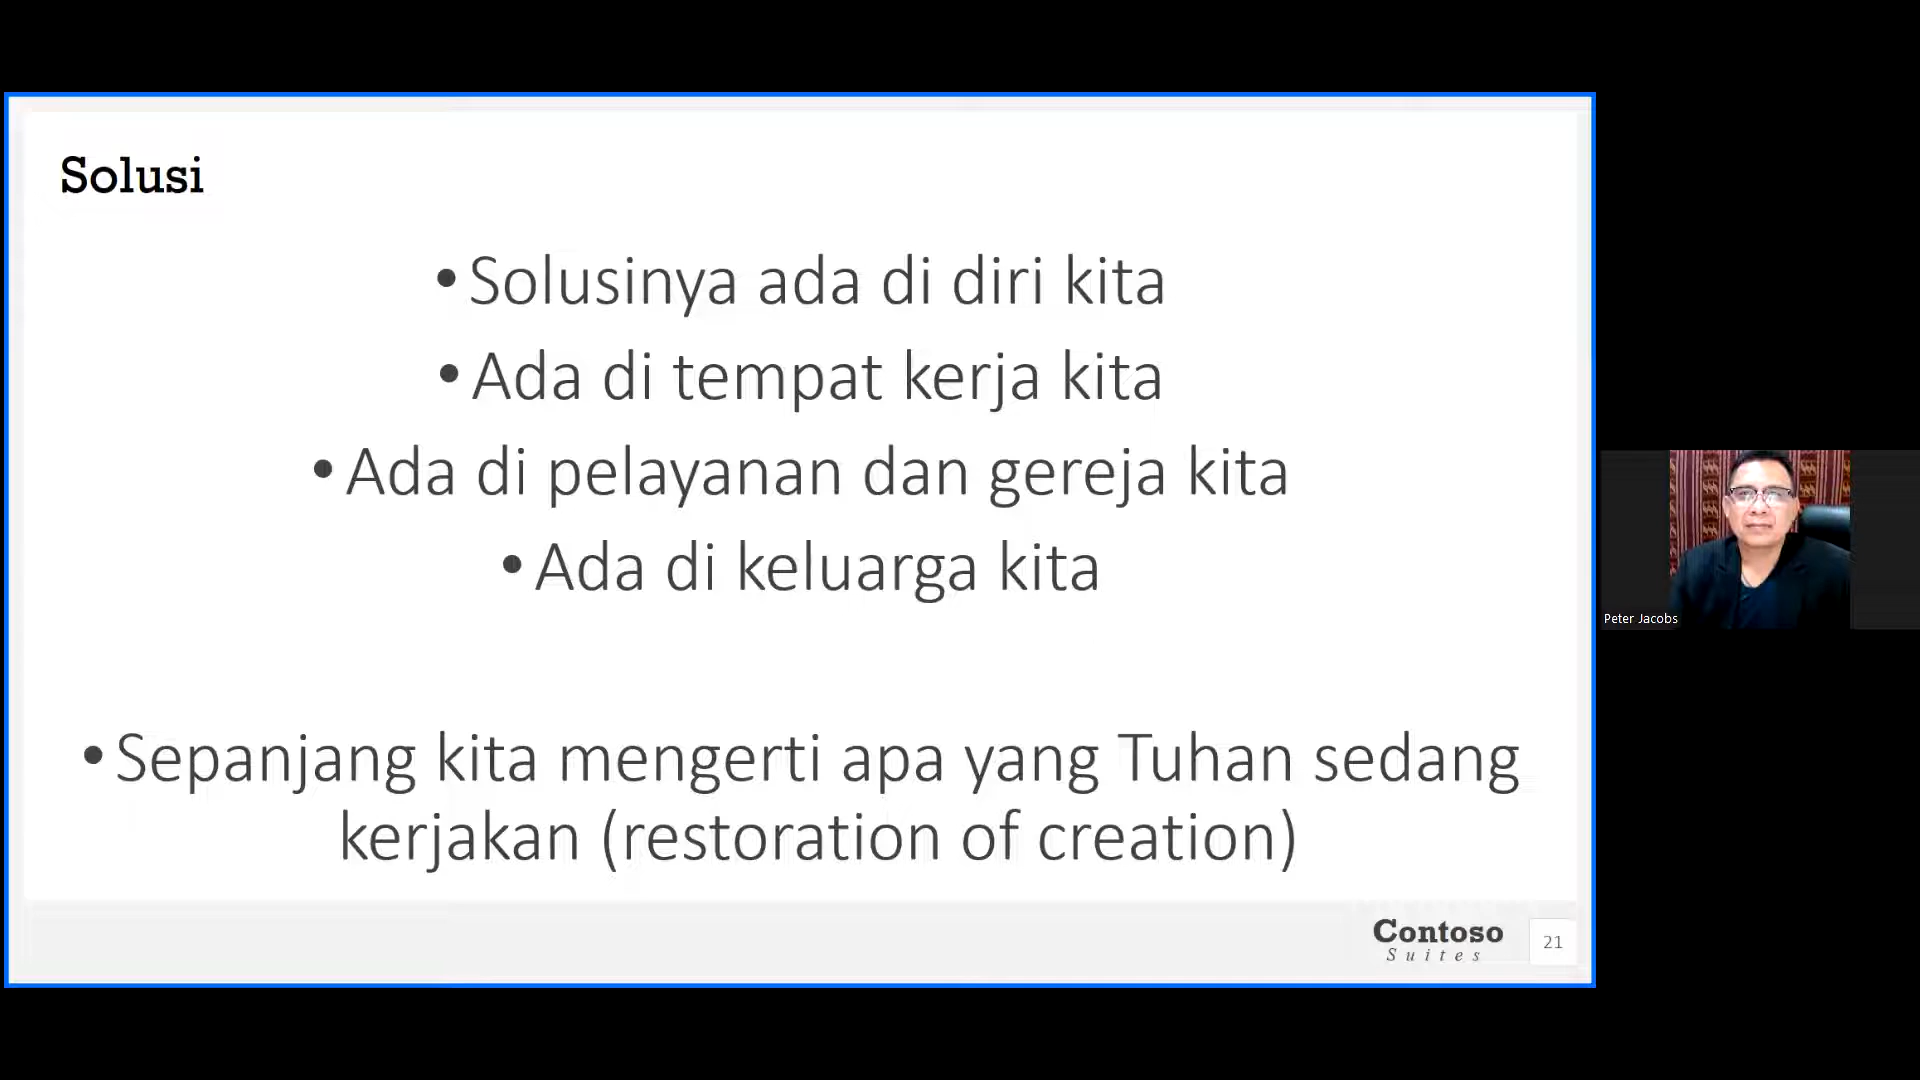 Solusi
• Solusinya ada di diri kita
• Ada di tempat kerja kita
• Ada di pelayanan dan gereja kita
• Ada di keluarga kita
• Sepanjang kita mengerti apa yang Tuhan sedang
kerjakan (restoration of creation)
Contoso
Suites
21
Peter Jacobs